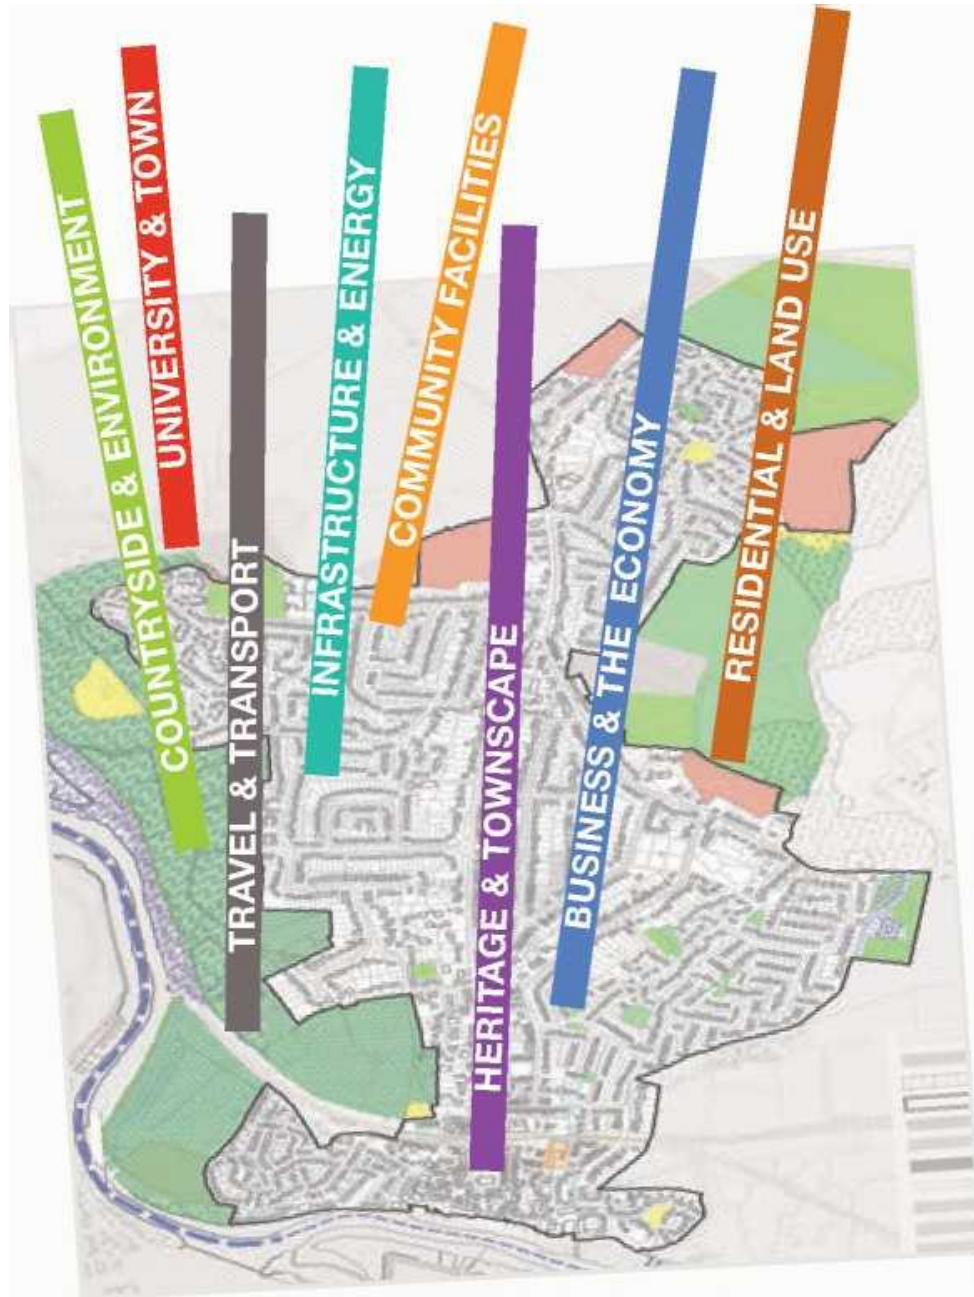 COUNTRYSIDE & ENVIRONMENT
UNIVERSITY & TOWN
TRAVEL & TRANSPORT
INFRASTRUCTURE & ENERGY
COMMUNITY FACILITIES
HERITAGE & TOWNSCAPE
BUSINESS & THE ECONOMY
RESIDENTIAL & LAND USE